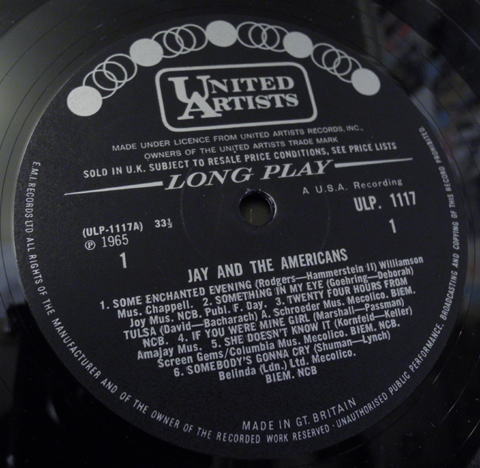 UNITED
ARTISTS
MADE UNDER LICENCE FROM UNITED ARTISTS RECORDS, INC.,
OWNERS OF THE UNITED ARTISTS TRADE MARK
SOLD IN U.K. SUBJECT TO RESALE PRICE CONDITIONS, SEE PRICE LISTS
LONG PLAY
A U.S.A. Recording
(ULP-1117A) 33⅓
ULP. 1117
℗ 1965
1
1
JAY AND THE AMERICANS
1. SOME ENCHANTED EVENING (Rodgers-Hammerstein II) Williamson
Mus. Chappell. 2. SOMETHING IN MY EYE (Goehring-Deborah)
Joy Mus. NCB. Publ. F. Day. 3. TWENTY FOUR HOURS FROM
TULSA (David-Bacharach) A. Schroeder Mus. Mecolico. BIEM.
NCB. 4. IF YOU WERE MINE GIRL (Marshall-Passman)
Amajay Mus. 5. SHE DOESN'T KNOW IT (Kornfeld-Keller)
Screen Gems/Columbia Mus. Mecolico. BIEM. NCB.
6. SOMEBODY'S GONNA CRY (Shuman-Lynch)
Belinda (Ldn.) Ltd. Mecolico.
BIEM. NCB
MADE IN GT. BRITAIN
E.M.I. RECORDS LTD ALL RIGHTS OF THE MANUFACTURER AND OF THE OWNER OF THE RECORDED WORK RESERVED · UNAUTHORISED PUBLIC PERFORMANCE, BROADCASTING AND COPYING OF THIS RECORD PROHIBITED